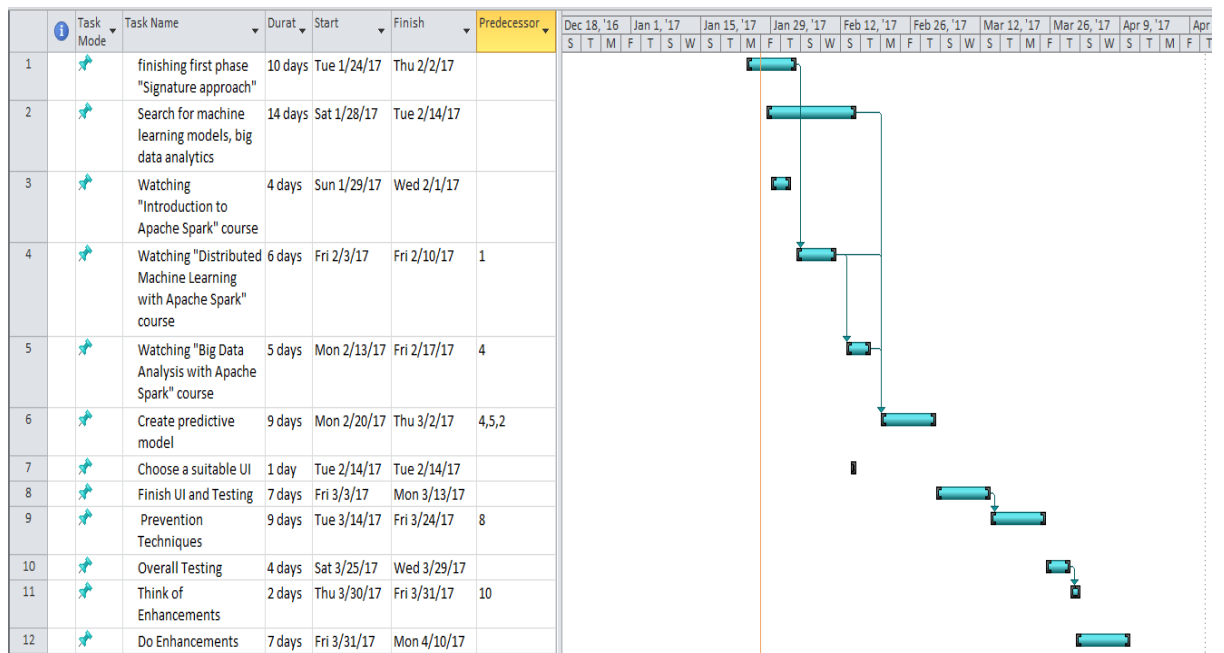 Task Mode Task Name Durat Start Finish Predecessor
Dec 18, '16 Jan 1, '17 Jan 15, '17 Jan 29, '17 Feb 12, '17 Feb 26, '17 Mar 12, '17 Mar 26, '17 Apr 9, '17 Apr
S T M F T S W S T M F T S W S T M F T S W S T M F T S W S T M F T
1 finishing first phase 10 days Tue 1/24/17 Thu 2/2/17
"Signature approach"
2 Search for machine 14 days Sat 1/28/17 Tue 2/14/17
learning models, big
data analytics
3 Watching 4 days Sun 1/29/17 Wed 2/1/17
"Introduction to
Apache Spark" course
4 Watching "Distributed 6 days Fri 2/3/17 Fri 2/10/17 1
Machine Learning
with Apache Spark"
course
5 Watching "Big Data 5 days Mon 2/13/17 Fri 2/17/17 4
Analysis with Apache
Spark" course
6 Create predictive 9 days Mon 2/20/17 Thu 3/2/17 4,5,2
model
7 Choose a suitable UI 1 day Tue 2/14/17 Tue 2/14/17
8 Finish UI and Testing 7 days Fri 3/3/17 Mon 3/13/17
9 Prevention 9 days Tue 3/14/17 Fri 3/24/17 8
Techniques
10 Overall Testing 4 days Sat 3/25/17 Wed 3/29/17
11 Think of 2 days Thu 3/30/17 Fri 3/31/17 10
Enhancements
12 Do Enhancements 7 days Fri 3/31/17 Mon 4/10/17